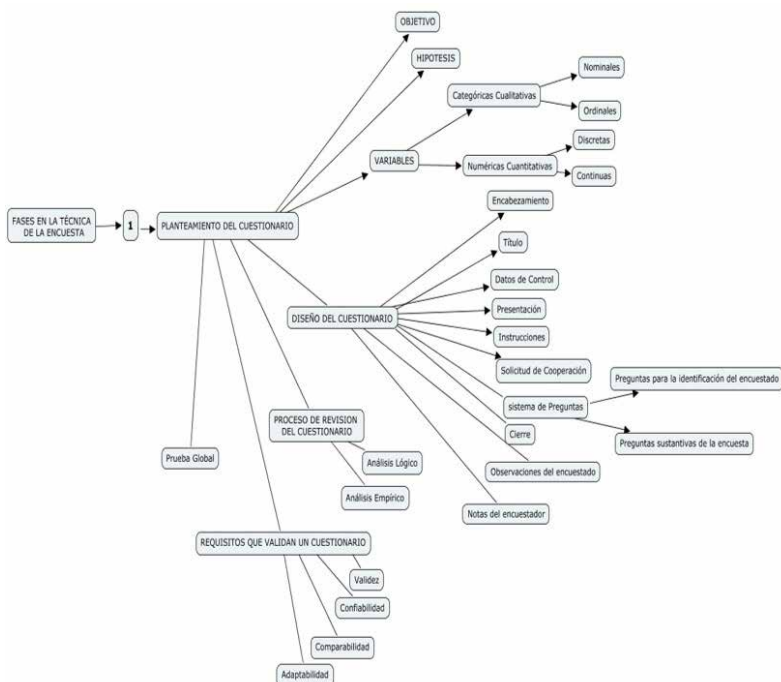 OBJETIVO
HIPOTESIS
Nominales
Categóricas Cualitativas
Ordinales
Discretas
VARIABLES
Numéricas Cuantitativas
Continuas
Encabezamiento
FASES EN LA TÉCNICA
DE LA ENCUESTA
1
PLANTEAMIENTO DEL CUESTIONARIO
Título
Datos de Control
Presentación
DISEÑO DEL CUESTIONARIO
Instrucciones
Solicitud de Cooperación
Preguntas para la identificación del encuestado
sistema de Preguntas
Cierre
Preguntas sustantivas de la encuesta
PROCESO DE REVISION
DEL CUESTIONARIO
Prueba Global
Análisis Lógico
Observaciones del encuestado
Análisis Empírico
Notas del encuestador
REQUISITOS QUE VALIDAN UN CUESTIONARIO
Validez
Confiabilidad
Comparabilidad
Adaptabilidad